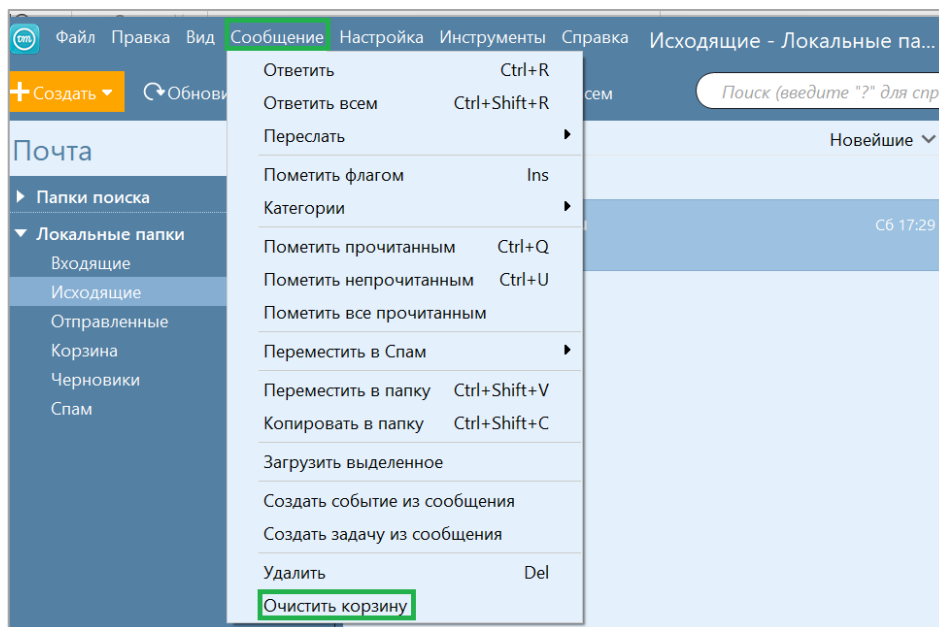 Файл Правка Вид Сообщение Настройка Инструменты Справка Исходящие - Локальные па...
Создать Обнови сем Поиск (введите "?" для спр
Почта
Новейшие
Папки поиска
Локальные папки
Входящие
Исходящие
Отправленные
Корзина
Черновики
Спам
Ответить Ctrl+R
Ответить всем Ctrl+Shift+R
Переслать
Пометить флагом Ins
Категории
Пометить прочитанным Ctrl+Q
Пометить непрочитанным Ctrl+U
Пометить все прочитанным
Переместить в Спам
Переместить в папку Ctrl+Shift+V
Копировать в папку Ctrl+Shift+C
Загрузить выделенное
Создать событие из сообщения
Создать задачу из сообщения
Удалить Del
Очистить корзину
Сб 17:29